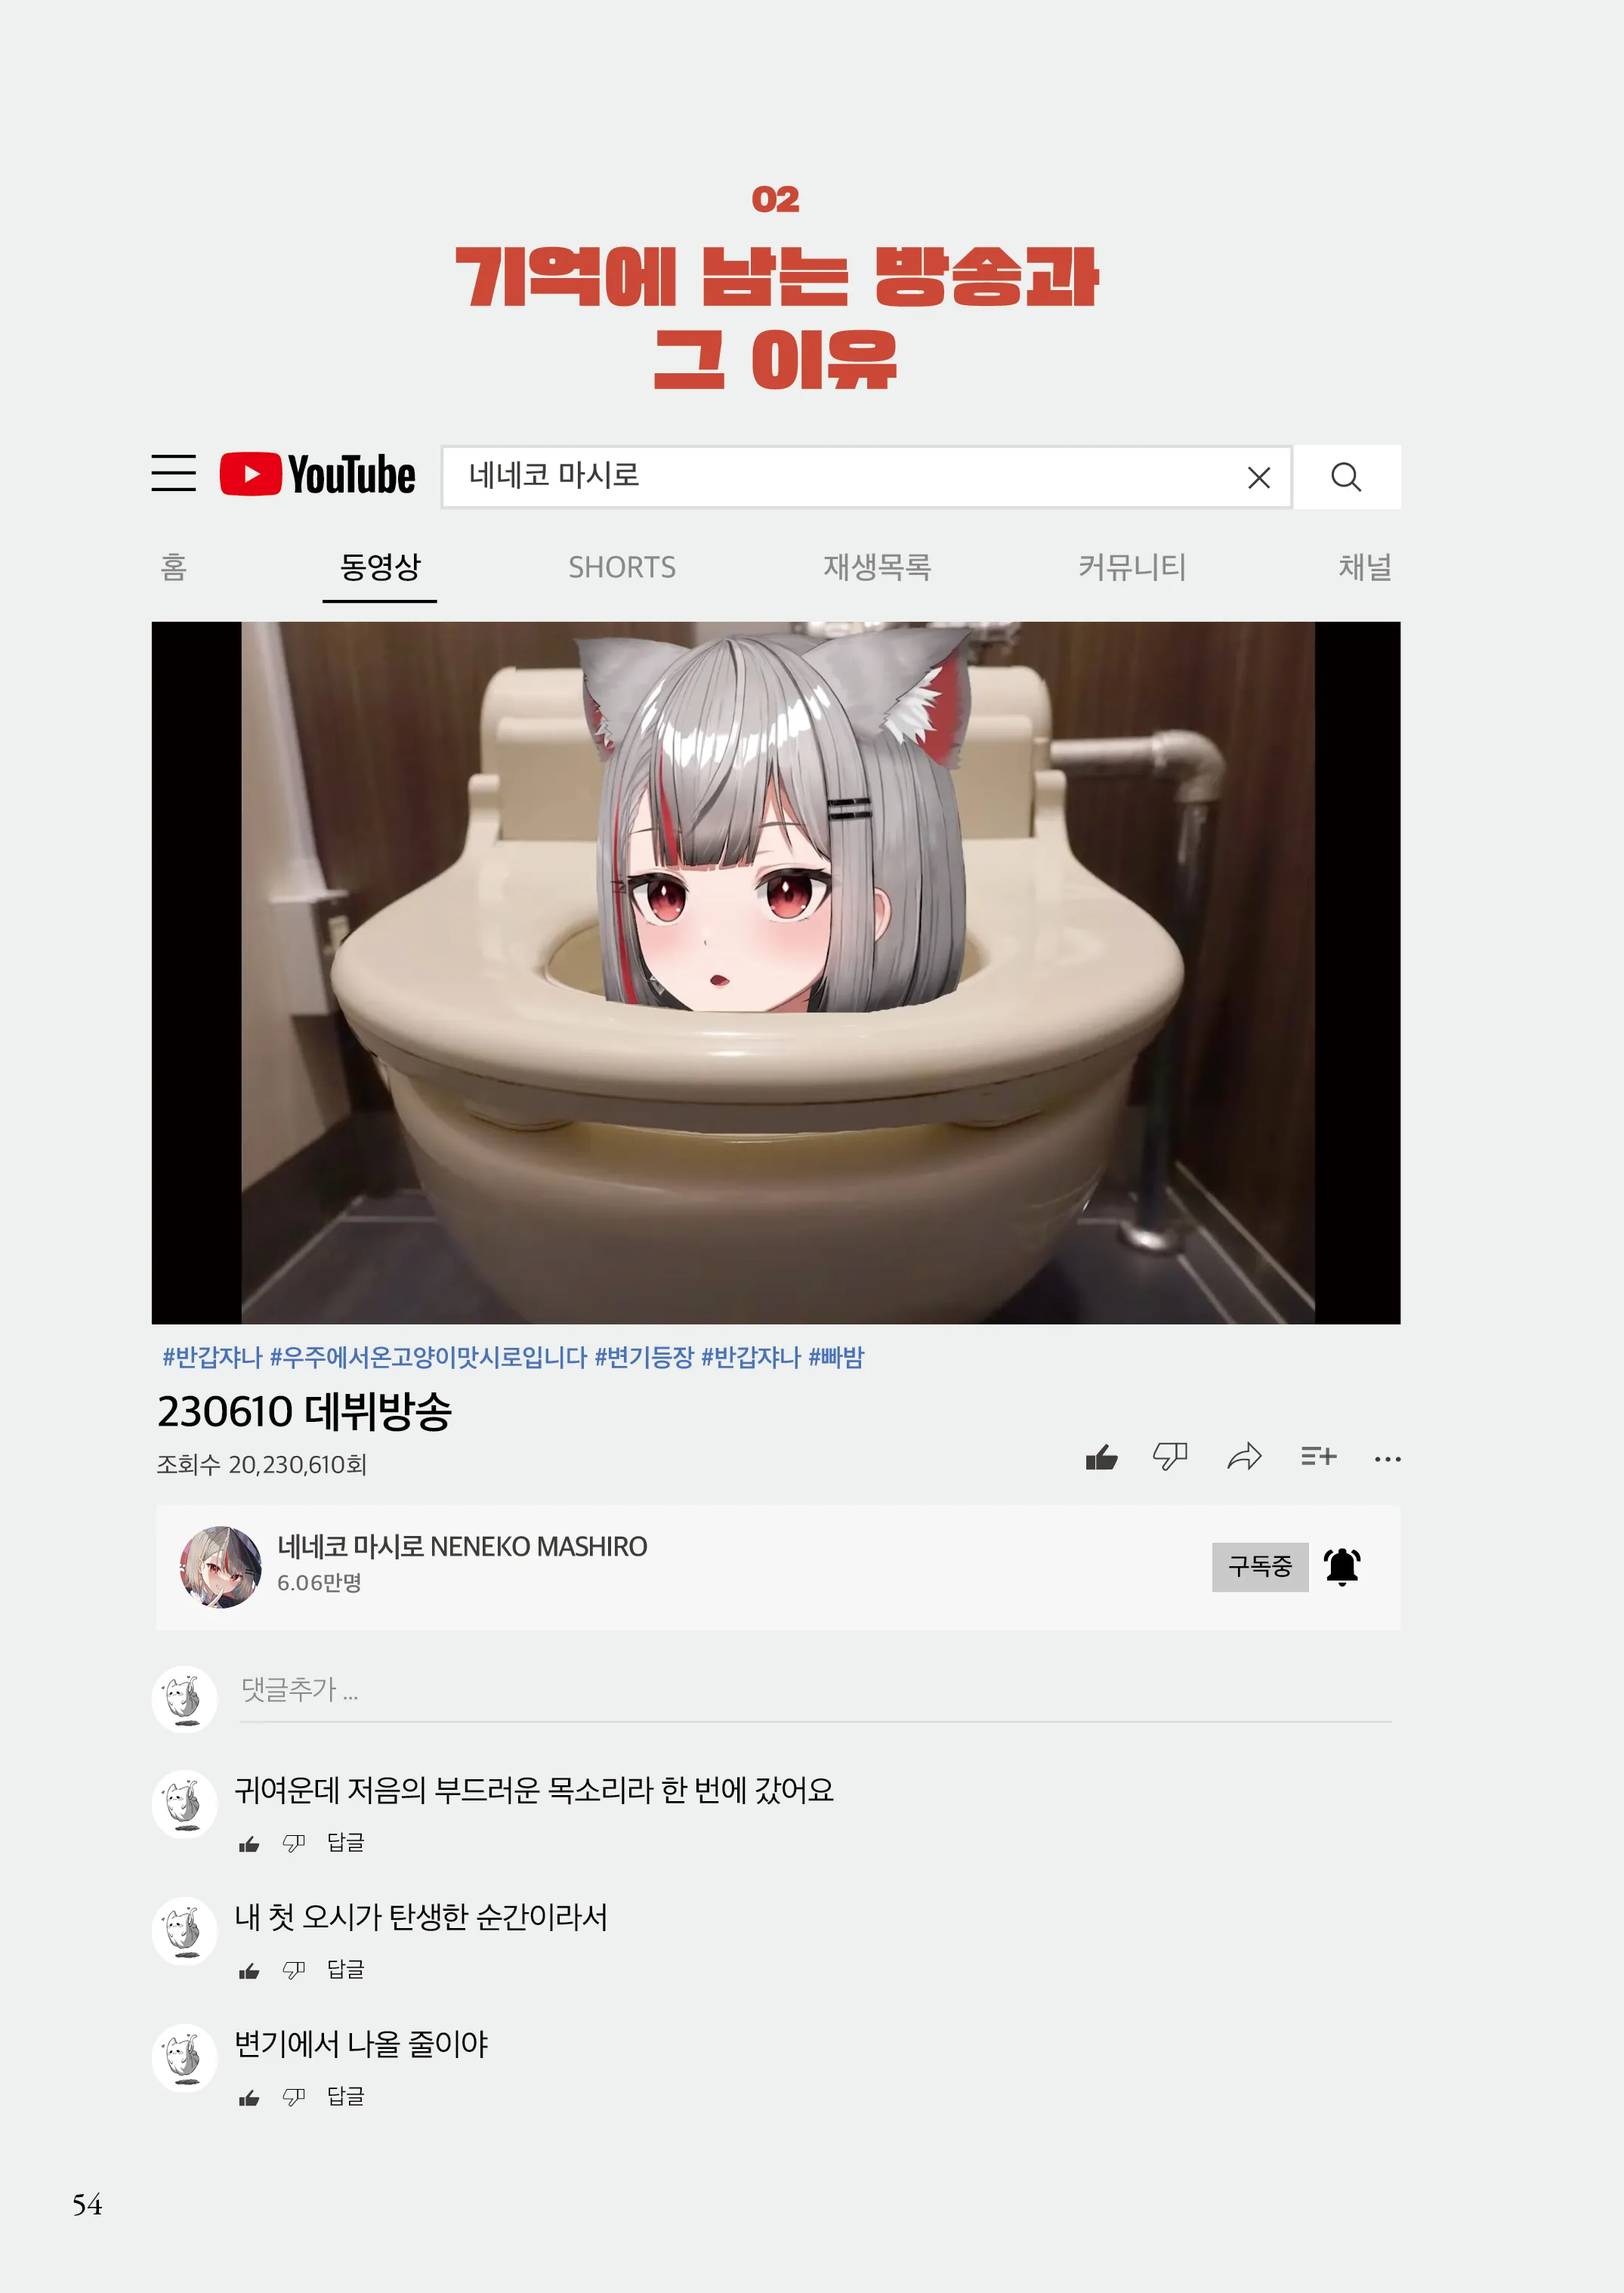 02
기억에 남는 방송과
그 이유
YouTube
네네코 마시로
홈 동영상 SHORTS 재생목록 커뮤니티 채널
#반갑쟈나 #우주에서온고양이맛시로입니다 #변기등장 #반갑쟈나 #빠밤
230610 데뷔방송
조회수 20,230,610회
네네코 마시로 NENEKO MASHIRO
6.06만명
구독중
댓글추가 ...
귀여운데 저음의 부드러운 목소리라 한 번에 갔어요
답글
내 첫 오시가 탄생한 순간이라서
답글
변기에서 나올 줄이야
답글
54